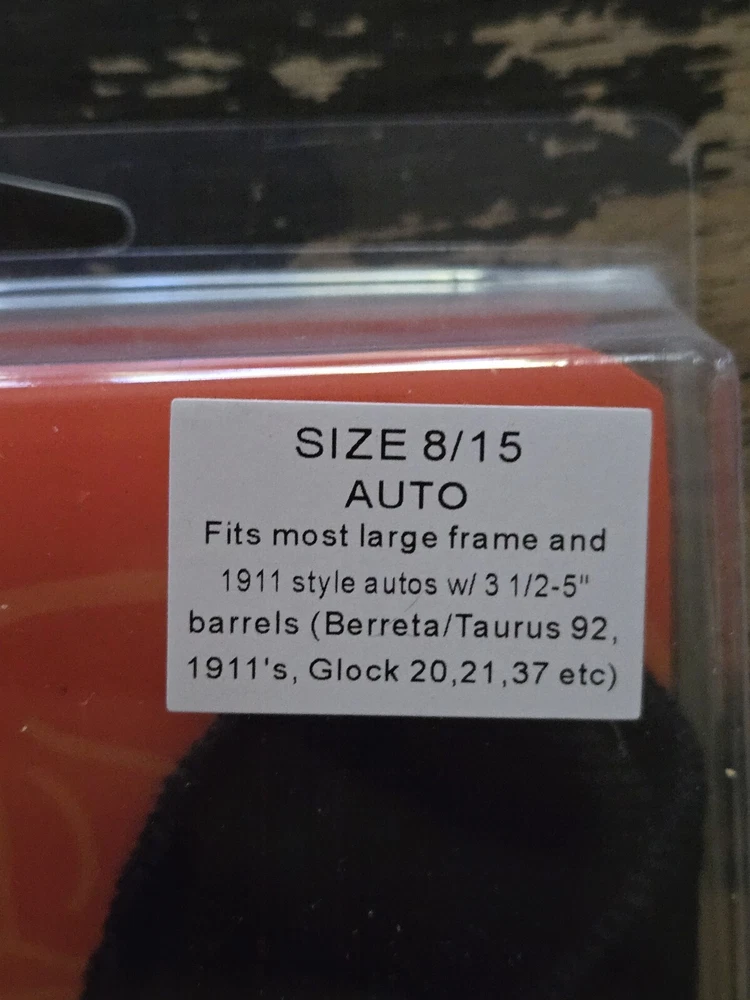 SIZE 8/15
AUTO
Fits most large frame and
1911 style autos w/ 3 1/2-5"
barrels (Berreta/Taurus 92,
1911's, Glock 20,21,37 etc)